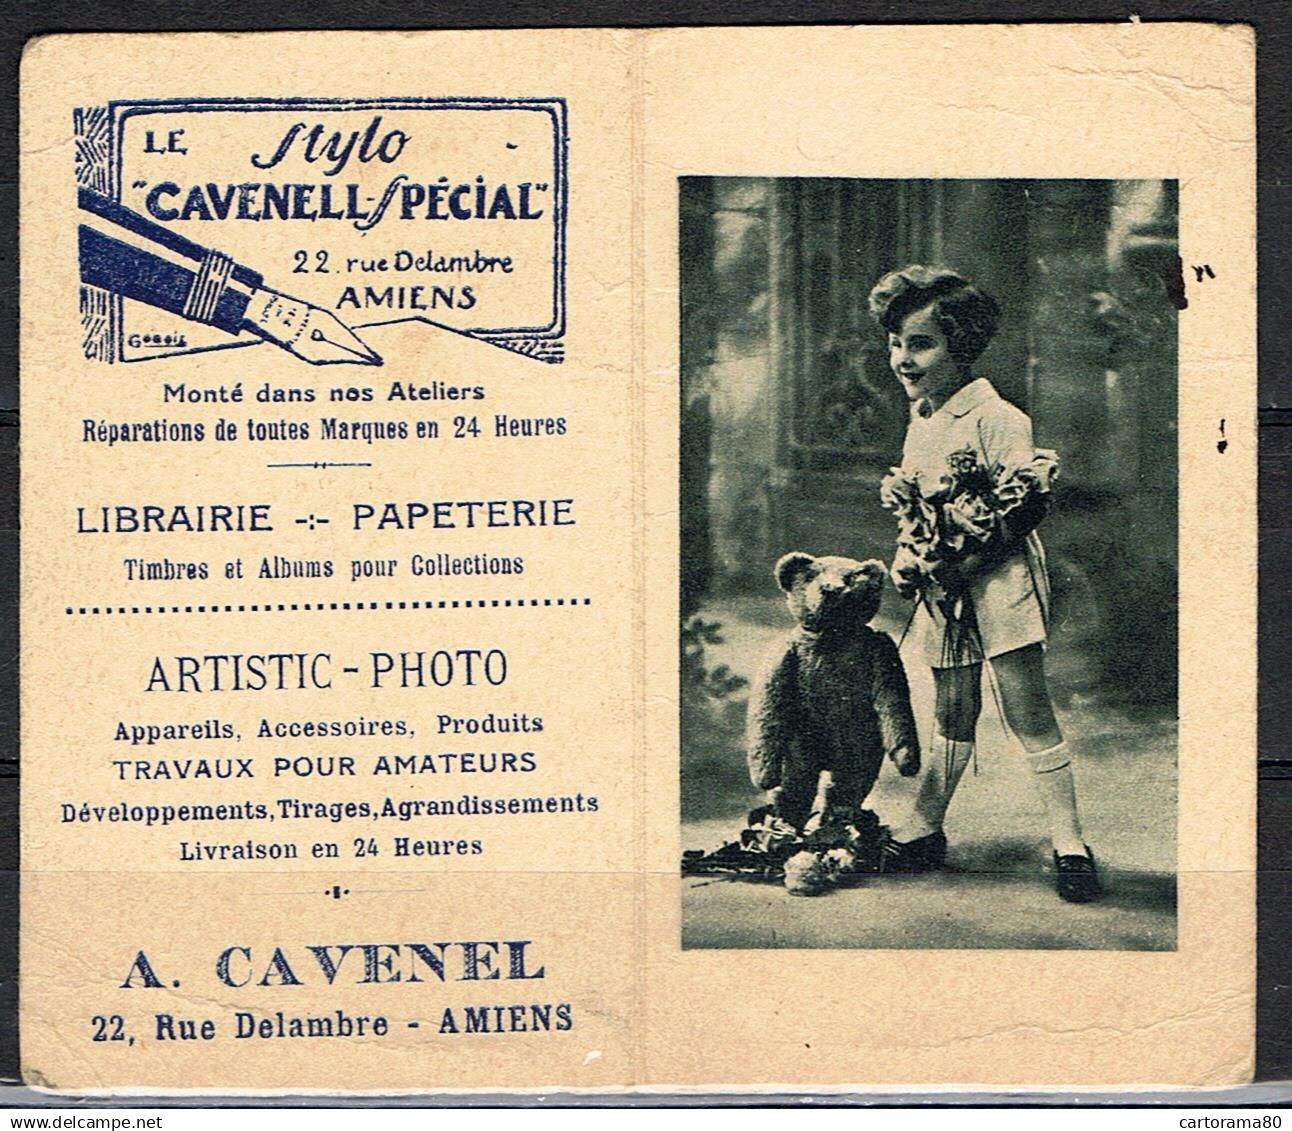 LE Stylo
"CAVENELL-SPÉCIAL"
22. rue Delambre
AMIENS
Monté dans nos Ateliers
Réparations de toutes Marques en 24 Heures
LIBRAIRIE -:- PAPETERIE
Timbres et Albums pour Collections
ARTISTIC - PHOTO
Appareils, Accessoires, Produits
TRAVAUX POUR AMATEURS
Développements, Tirages, Agrandissements
Livraison en 24 Heures
A. CAVENEL
22, Rue Delambre - AMIENS
cartorama80